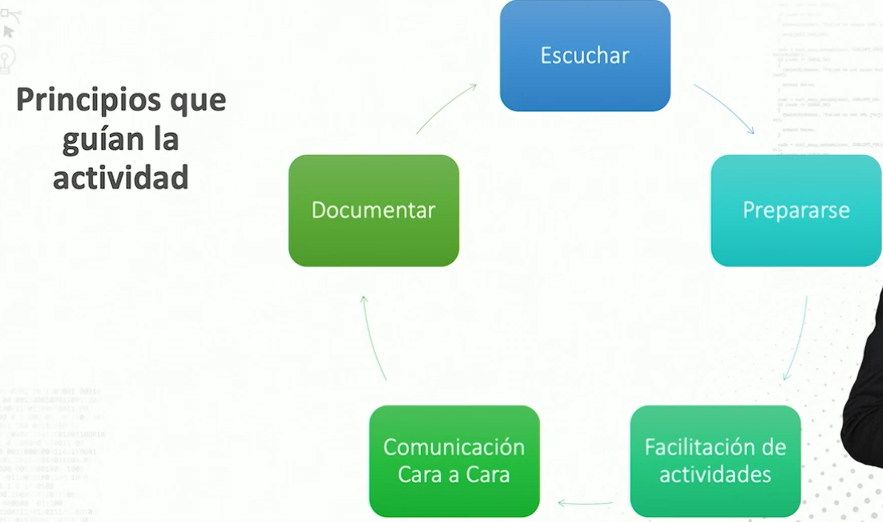 Principios que
guían la
actividad
Escuchar
Prepararse
Facilitación de
actividades
Comunicación
Cara a Cara
Documentar